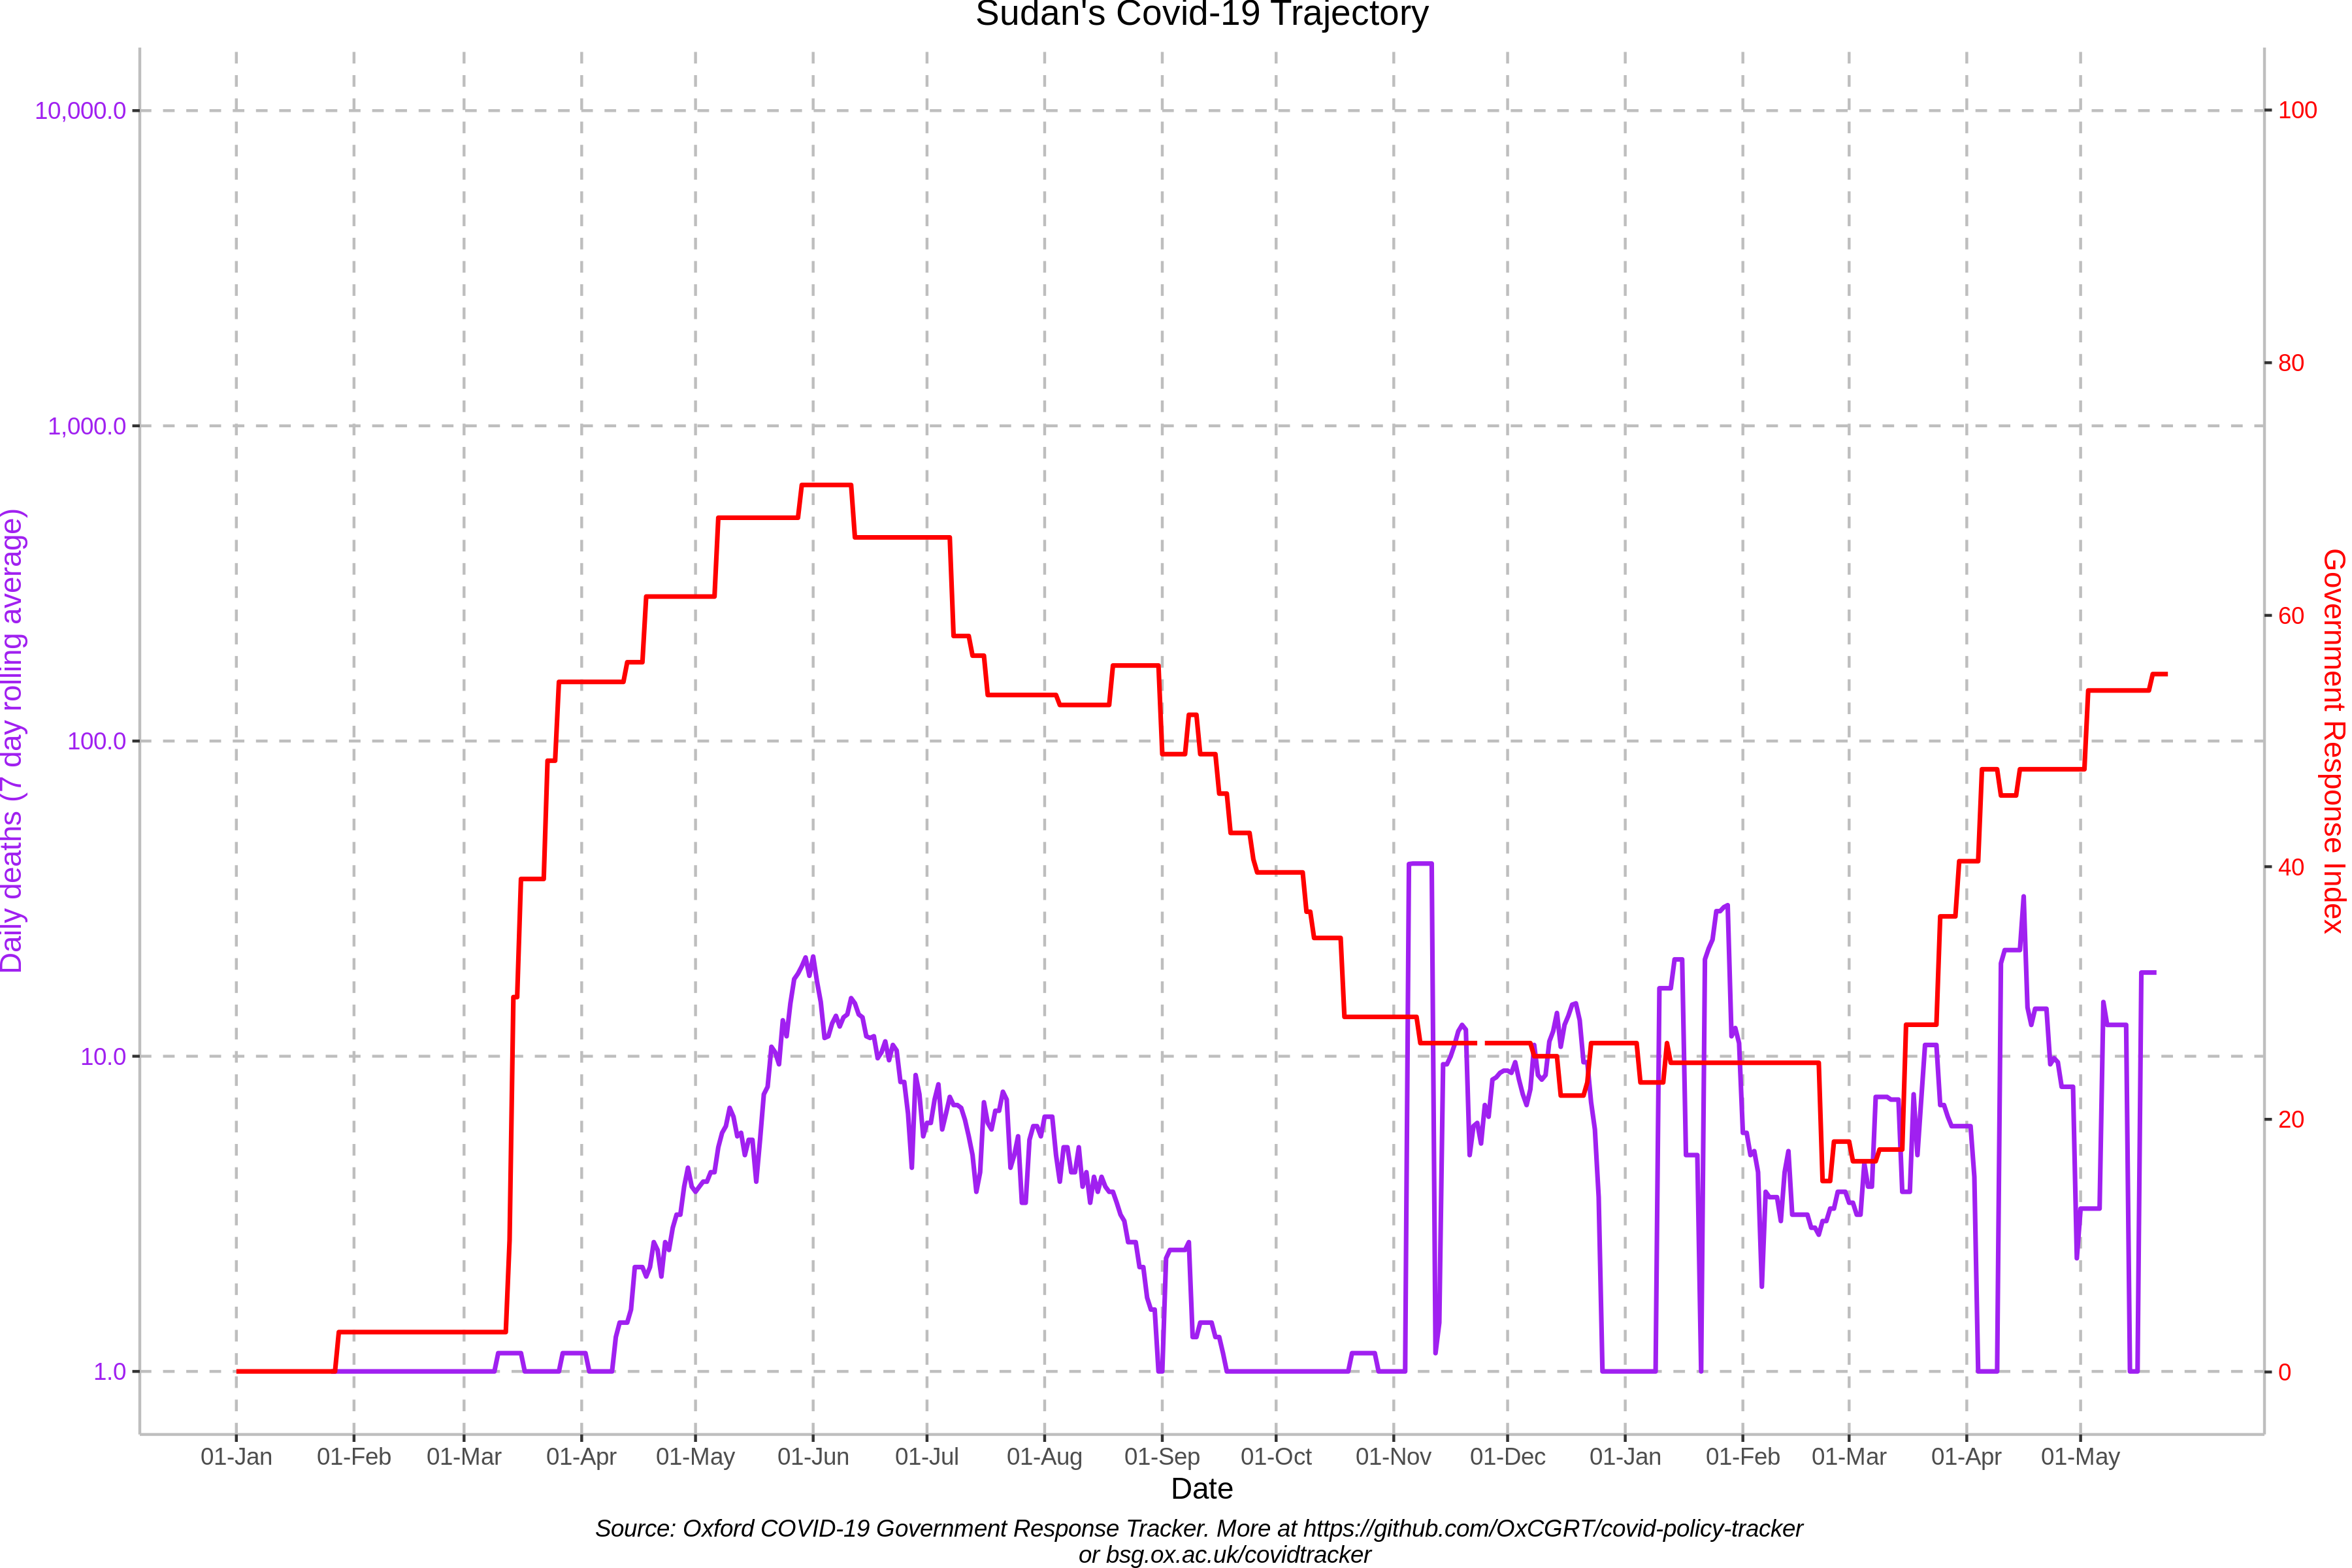 Sudan's Covid-19 Trajectory
10,000.0
1,000.0
100.0
10.0
1.0
Daily deaths (7 day rolling average)
100
80
60
40
20
0
Government Response Index
01-Jan 01-Feb 01-Mar 01-Apr 01-May 01-Jun 01-Jul 01-Aug 01-Sep 01-Oct 01-Nov 01-Dec 01-Jan 01-Feb 01-Mar 01-Apr 01-May
Date
Source: Oxford COVID-19 Government Response Tracker. More at https://github.com/OxCGRT/covid-policy-tracker
or bsg.ox.ac.uk/covidtracker